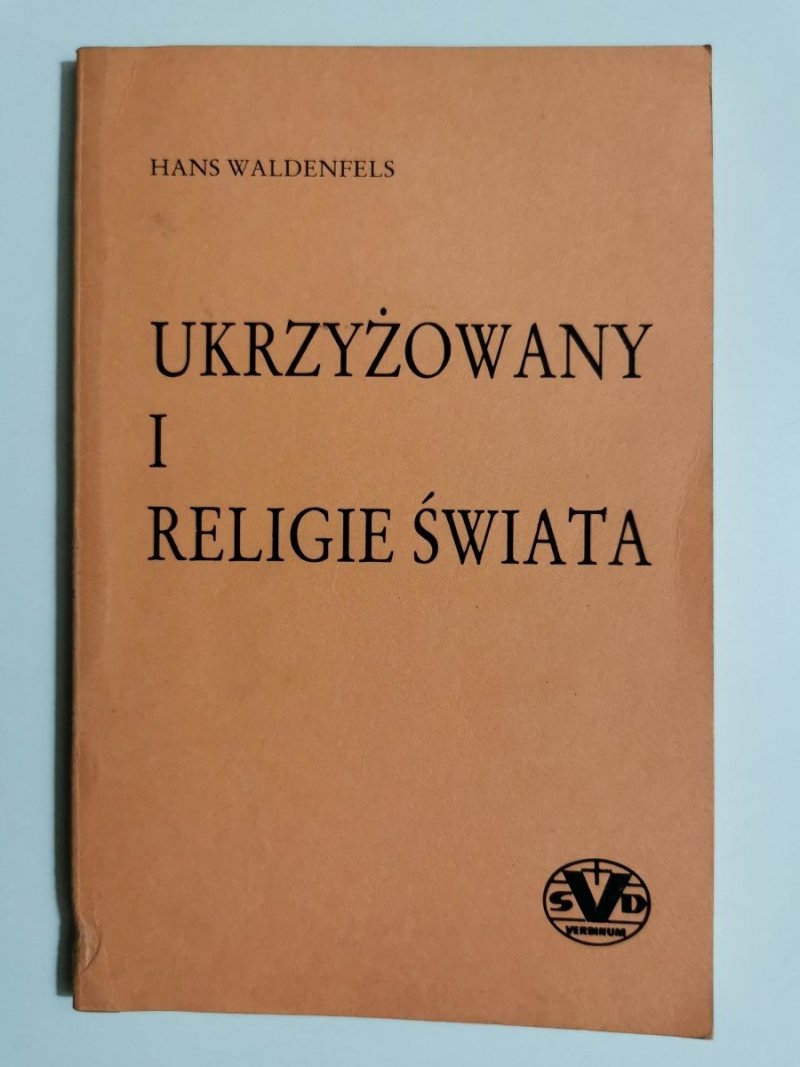 HANS WALDENFELS
UKRZYŻOWANY
I
RELIGIE ŚWIATA
SVD
VERBINUM